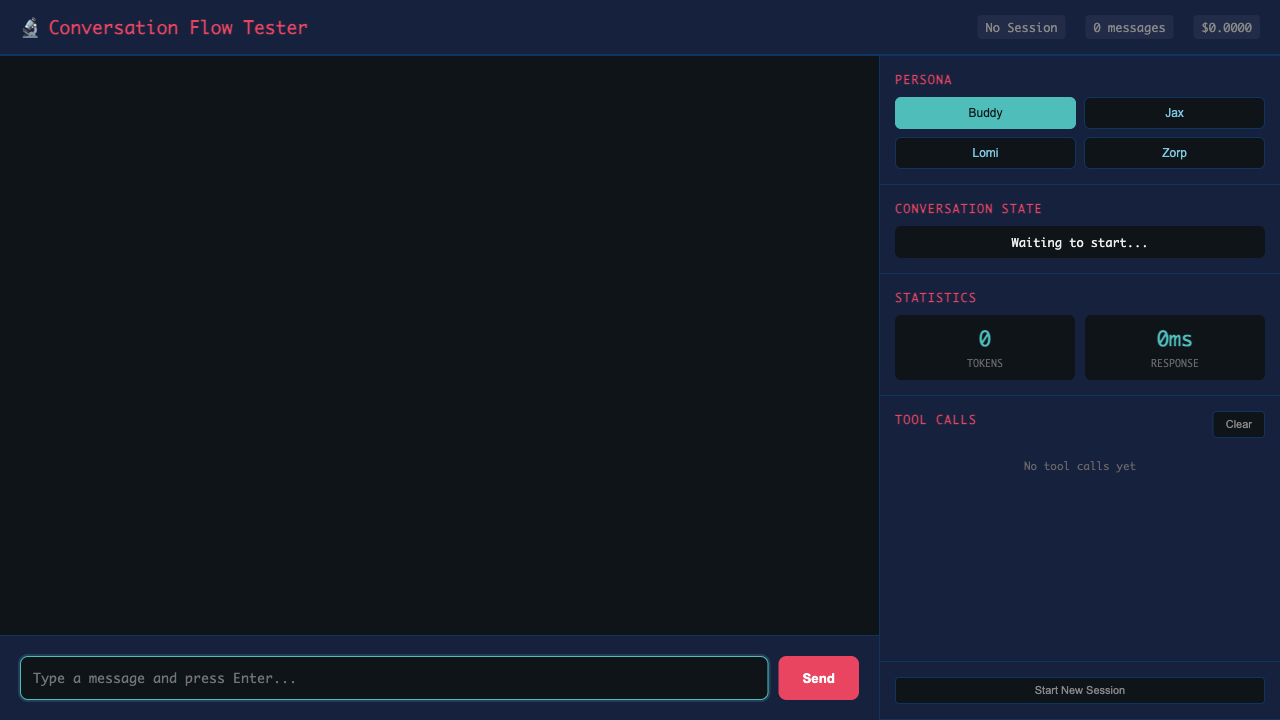 Conversation Flow Tester
No Session
0 messages
$0.0000
PERSONA
Buddy
Jax
Lomi
Zorp
CONVERSATION STATE
Waiting to start...
STATISTICS
0
TOKENS
0ms
RESPONSE
TOOL CALLS
Clear
No tool calls yet
Type a message and press Enter...
Send
Start New Session